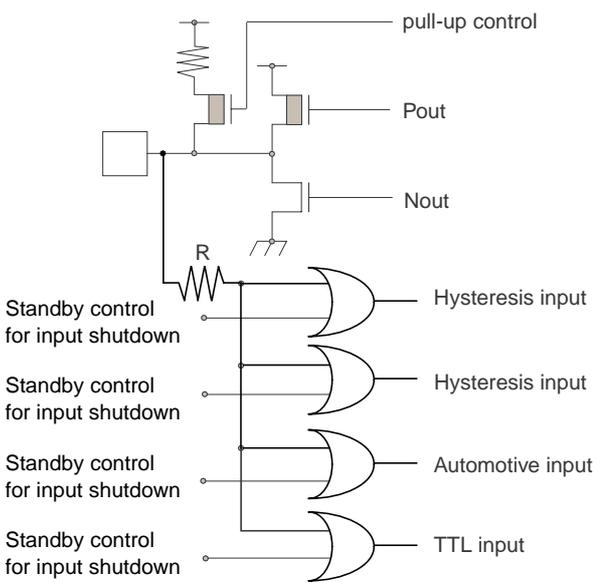 pull-up control
Pout
Nout
R
Standby control
for input shutdown
Hysteresis input
Standby control
for input shutdown
Hysteresis input
Standby control
for input shutdown
Automotive input
Standby control
for input shutdown
TTL input